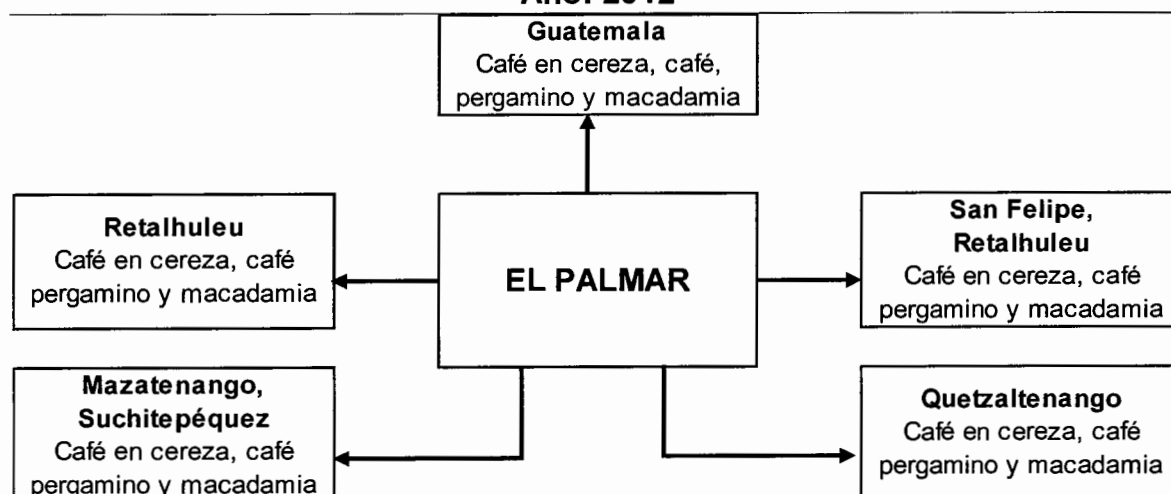 Año: 2012
Guatemala
Café en cereza, café,
pergamino y macadamia
Retalhuleu
Café en cereza, café
pergamino y macadamia
EL PALMAR
San Felipe,
Retalhuleu
Café en cereza, café
pergamino y macadamia
Mazatenango,
Suchitepéquez
Café en cereza, café
pergamino y macadamia
Quetzaltenango
Café en cereza, café
pergamino y macadamia